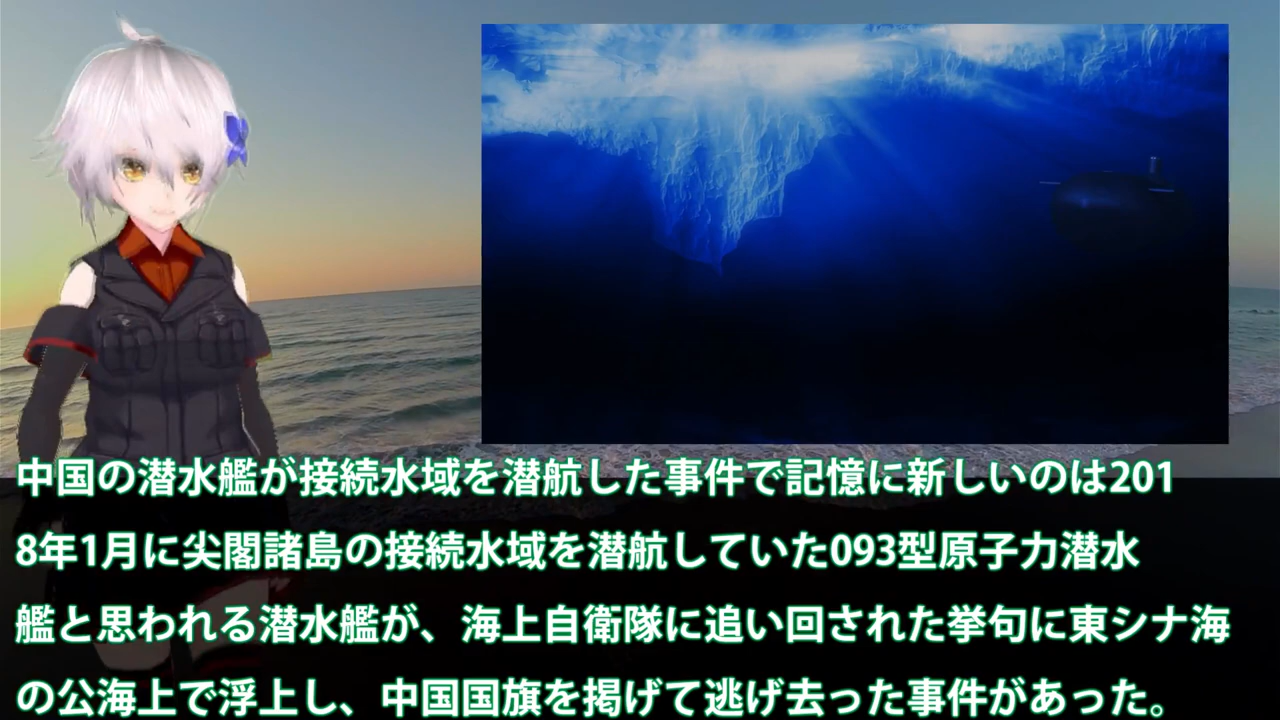 中国の潜水艦が接続水域を潜航した事件で記憶に新しいのは201
8年1月に尖閣諸島の接続水域を潜航していた093型原子力潜水
艦と思われる潜水艦が、海上自衛隊に追い回された挙句に東シナ海
の公海上で浮上し、中国国旗を掲げて逃げ去った事件があった。